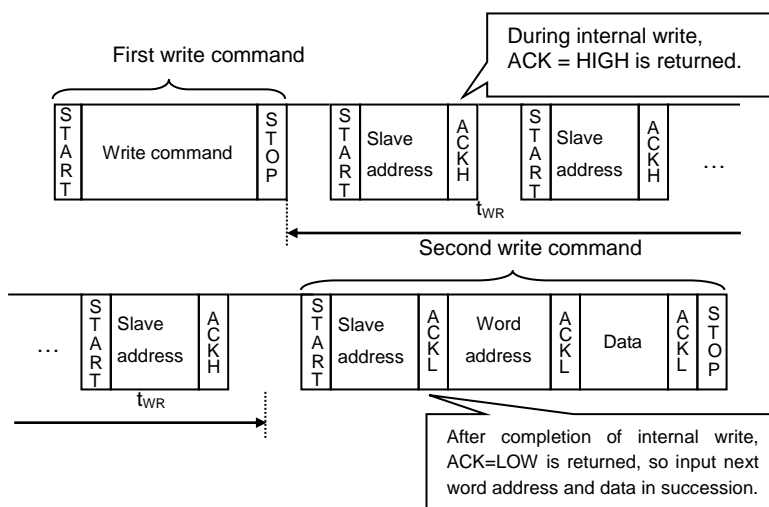 First write command
During internal write,
ACK = HIGH is returned.
START
Write command
STOP
START
Slave
address
ACKH
START
Slave
address
ACKH
…
tWR
Second write command
…
START
Slave
address
ACKH
START
Slave
address
ACKL
Word
address
ACKL
Data
ACKL
STOP
tWR
After completion of internal write,
ACK=LOW is returned, so input next
word address and data in succession.